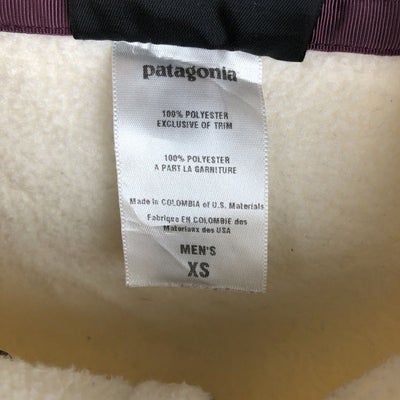 patagonia
100% POLYESTER
EXCLUSIVE OF TRIM
100% POLYESTER
A PART LA GARNITURE
Made in COLOMBIA of U.S. Materials
Fabrique EN COLOMBIE des
Materiaux des USA
MEN'S
XS